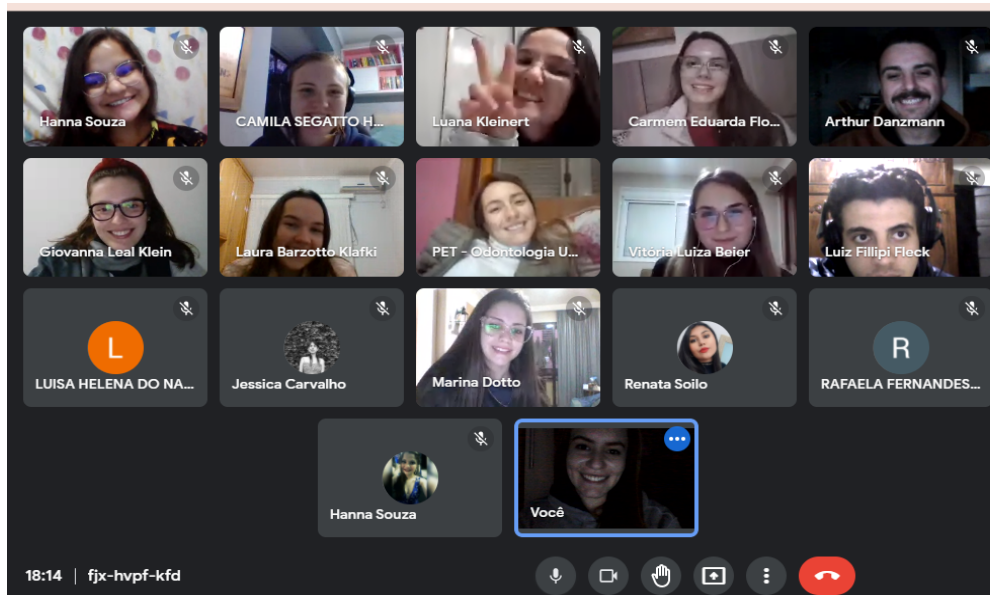 Hanna Souza
CAMILA SEGATTO H...
Luana Kleinert
Carmem Eduarda Flo...
Arthur Danzmann
Giovanna Leal Klein
Laura Barzotto Klafki
PET - Odontologia U...
Vitória Luiza Beier
Luiz Fillipi Fleck
L
R
LUISA HELENA DO NA...
Jessica Carvalho
Marina Dotto
Renata Soilo
RAFAELA FERNANDES...
Hanna Souza
Você
18:14 | fjx-hvpf-kfd